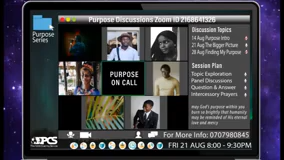 Purpose Discussions Zoom ID 2168641326
Purpose
Series
Discussion Topics
14 Aug Purpose Intro
21 Aug The Bigger Picture
28 Aug Finding My Purpose
Session Plan
Topic Exploration
Panel Discussions
Question & Answer
Intercessory Prayers
PURPOSE
ON CALL
may God's purpose within you
burn so brightly that humanity
may be reminded of his eternal
love and mercy
For More Info: 0707980845
FRI 21 AUG 8:00 - 9:30PM